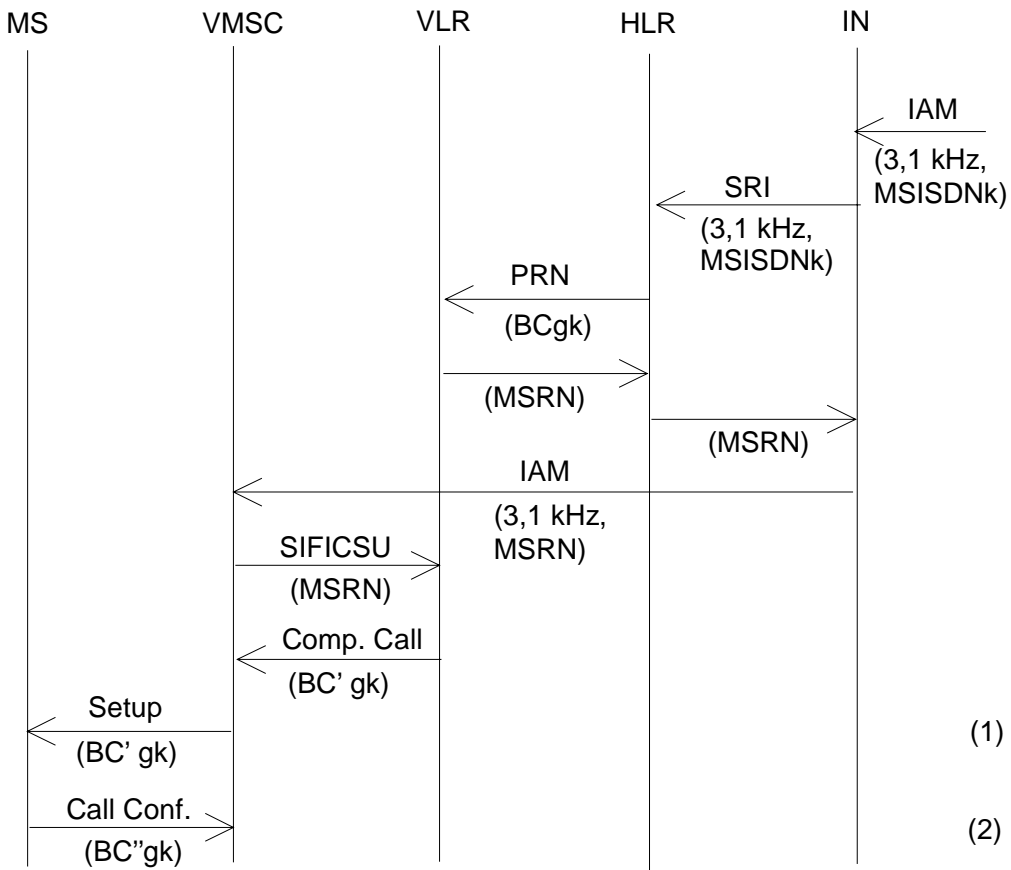 MS VMSC VLR HLR IN
IAM
(3,1 kHz,
MSISDNk)
SRI
(3,1 kHz,
MSISDNk)
PRN
(BCgk)
(MSRN)
(MSRN)
IAM
(3,1 kHz,
MSRN)
SIFICSU
(MSRN)
Comp. Call
(BC’ gk)
Setup
(BC’ gk)
(1)
Call Conf.
(BC’’gk)
(2)